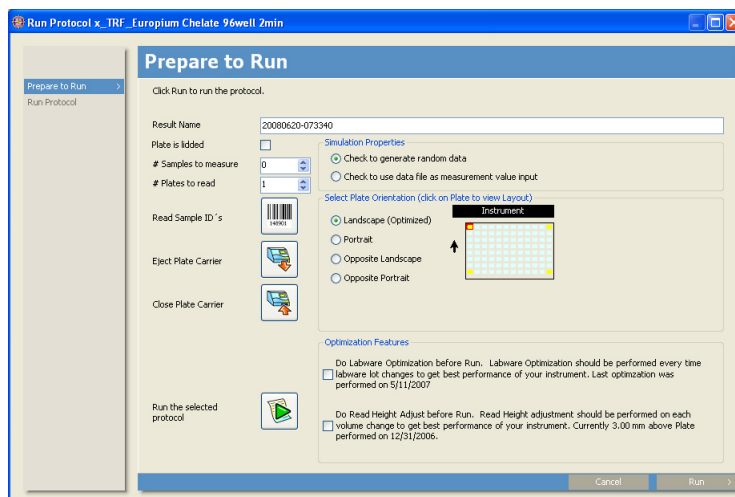 Run Protocol x_TRF_Europium Chelate 96well 2min
Prepare to Run
Prepare to Run >
Run Protocol
Click Run to run the protocol.
Result Name
20080620-073340
Plate is lidded
# Samples to measure
0
# Plates to read
1
Read Sample ID´s
Eject Plate Carrier
Close Plate Carrier
Run the selected
protocol
Simulation Properties
Check to generate random data
Check to use data file as measurement value input
Select Plate Orientation (click on Plate to view Layout)
Instrument
Landscape (Optimized)
Portrait
Opposite Landscape
Opposite Portrait
Optimization Features
Do Labware Optimization before Run. Labware Optimization should be performed every time
labware lot changes to get best performance of your instrument. Last optimzation was
performed on 5/11/2007
Do Read Height Adjust before Run. Read Height adjustment should be performed on each
volume change to get best performance of your instrument. Currently 3.00 mm above Plate
performed on 12/31/2006.
Cancel
Run >